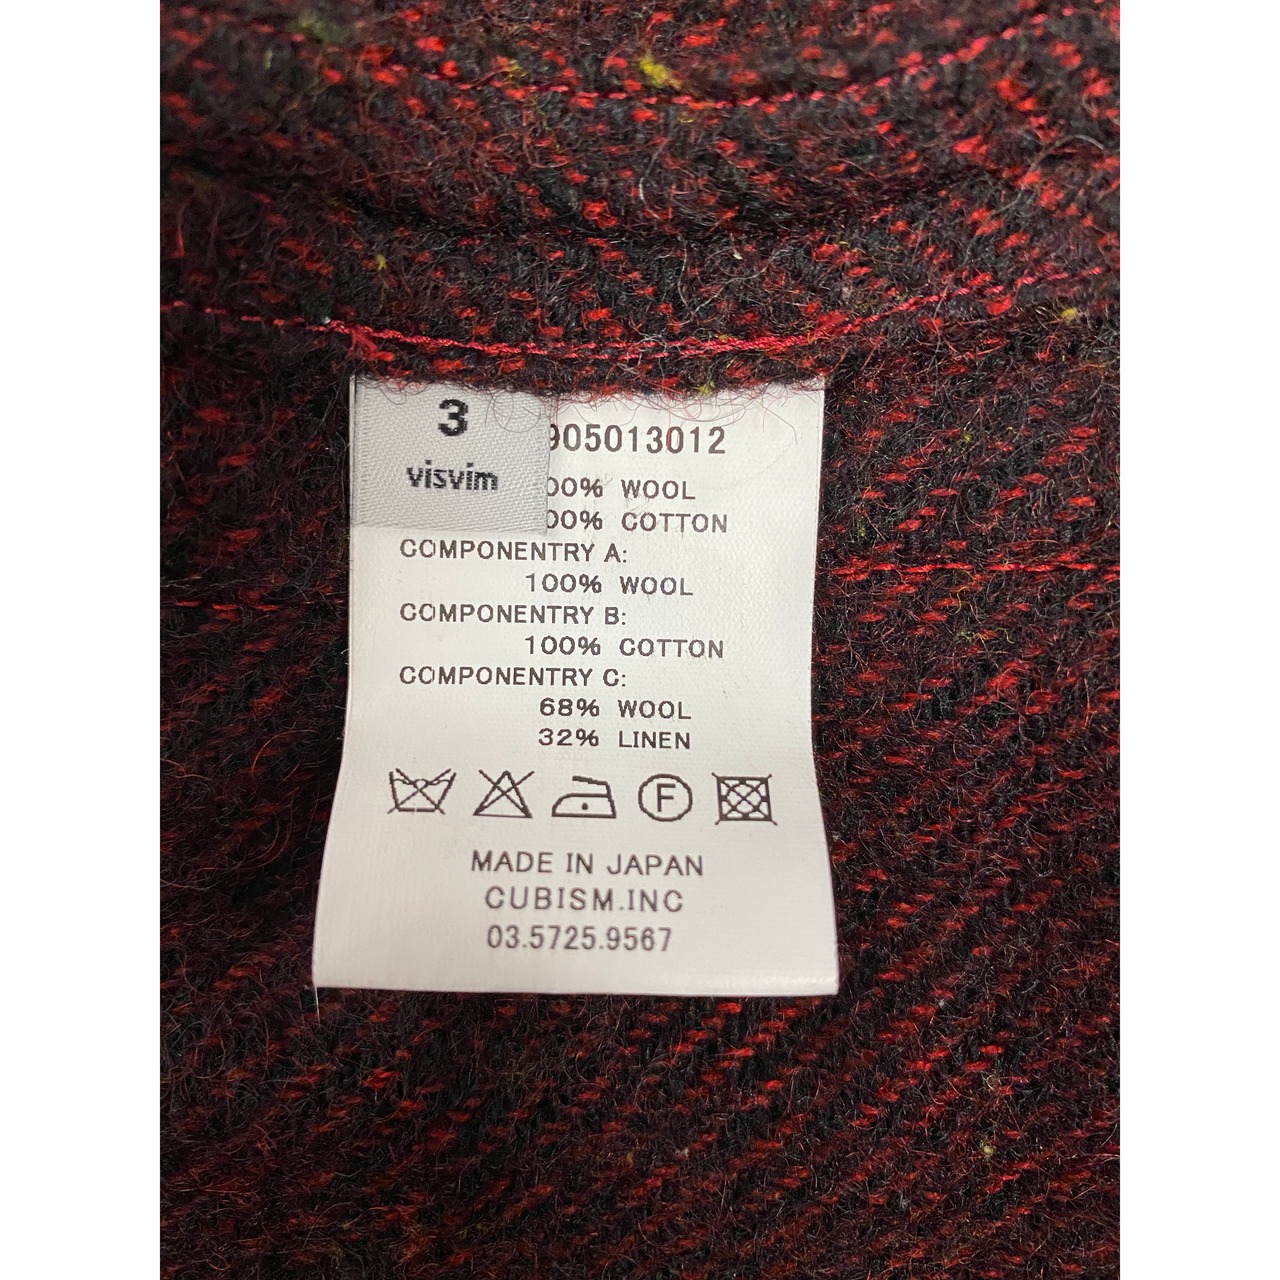 3
visvim
905013012
00% WOOL
00% COTTON
COMPONENTRY A:
100% WOOL
COMPONENTRY B:
100% COTTON
COMPONENTRY C:
68% WOOL
32% LINEN
F
MADE IN JAPAN
CUBISM.INC
03.5725.9567